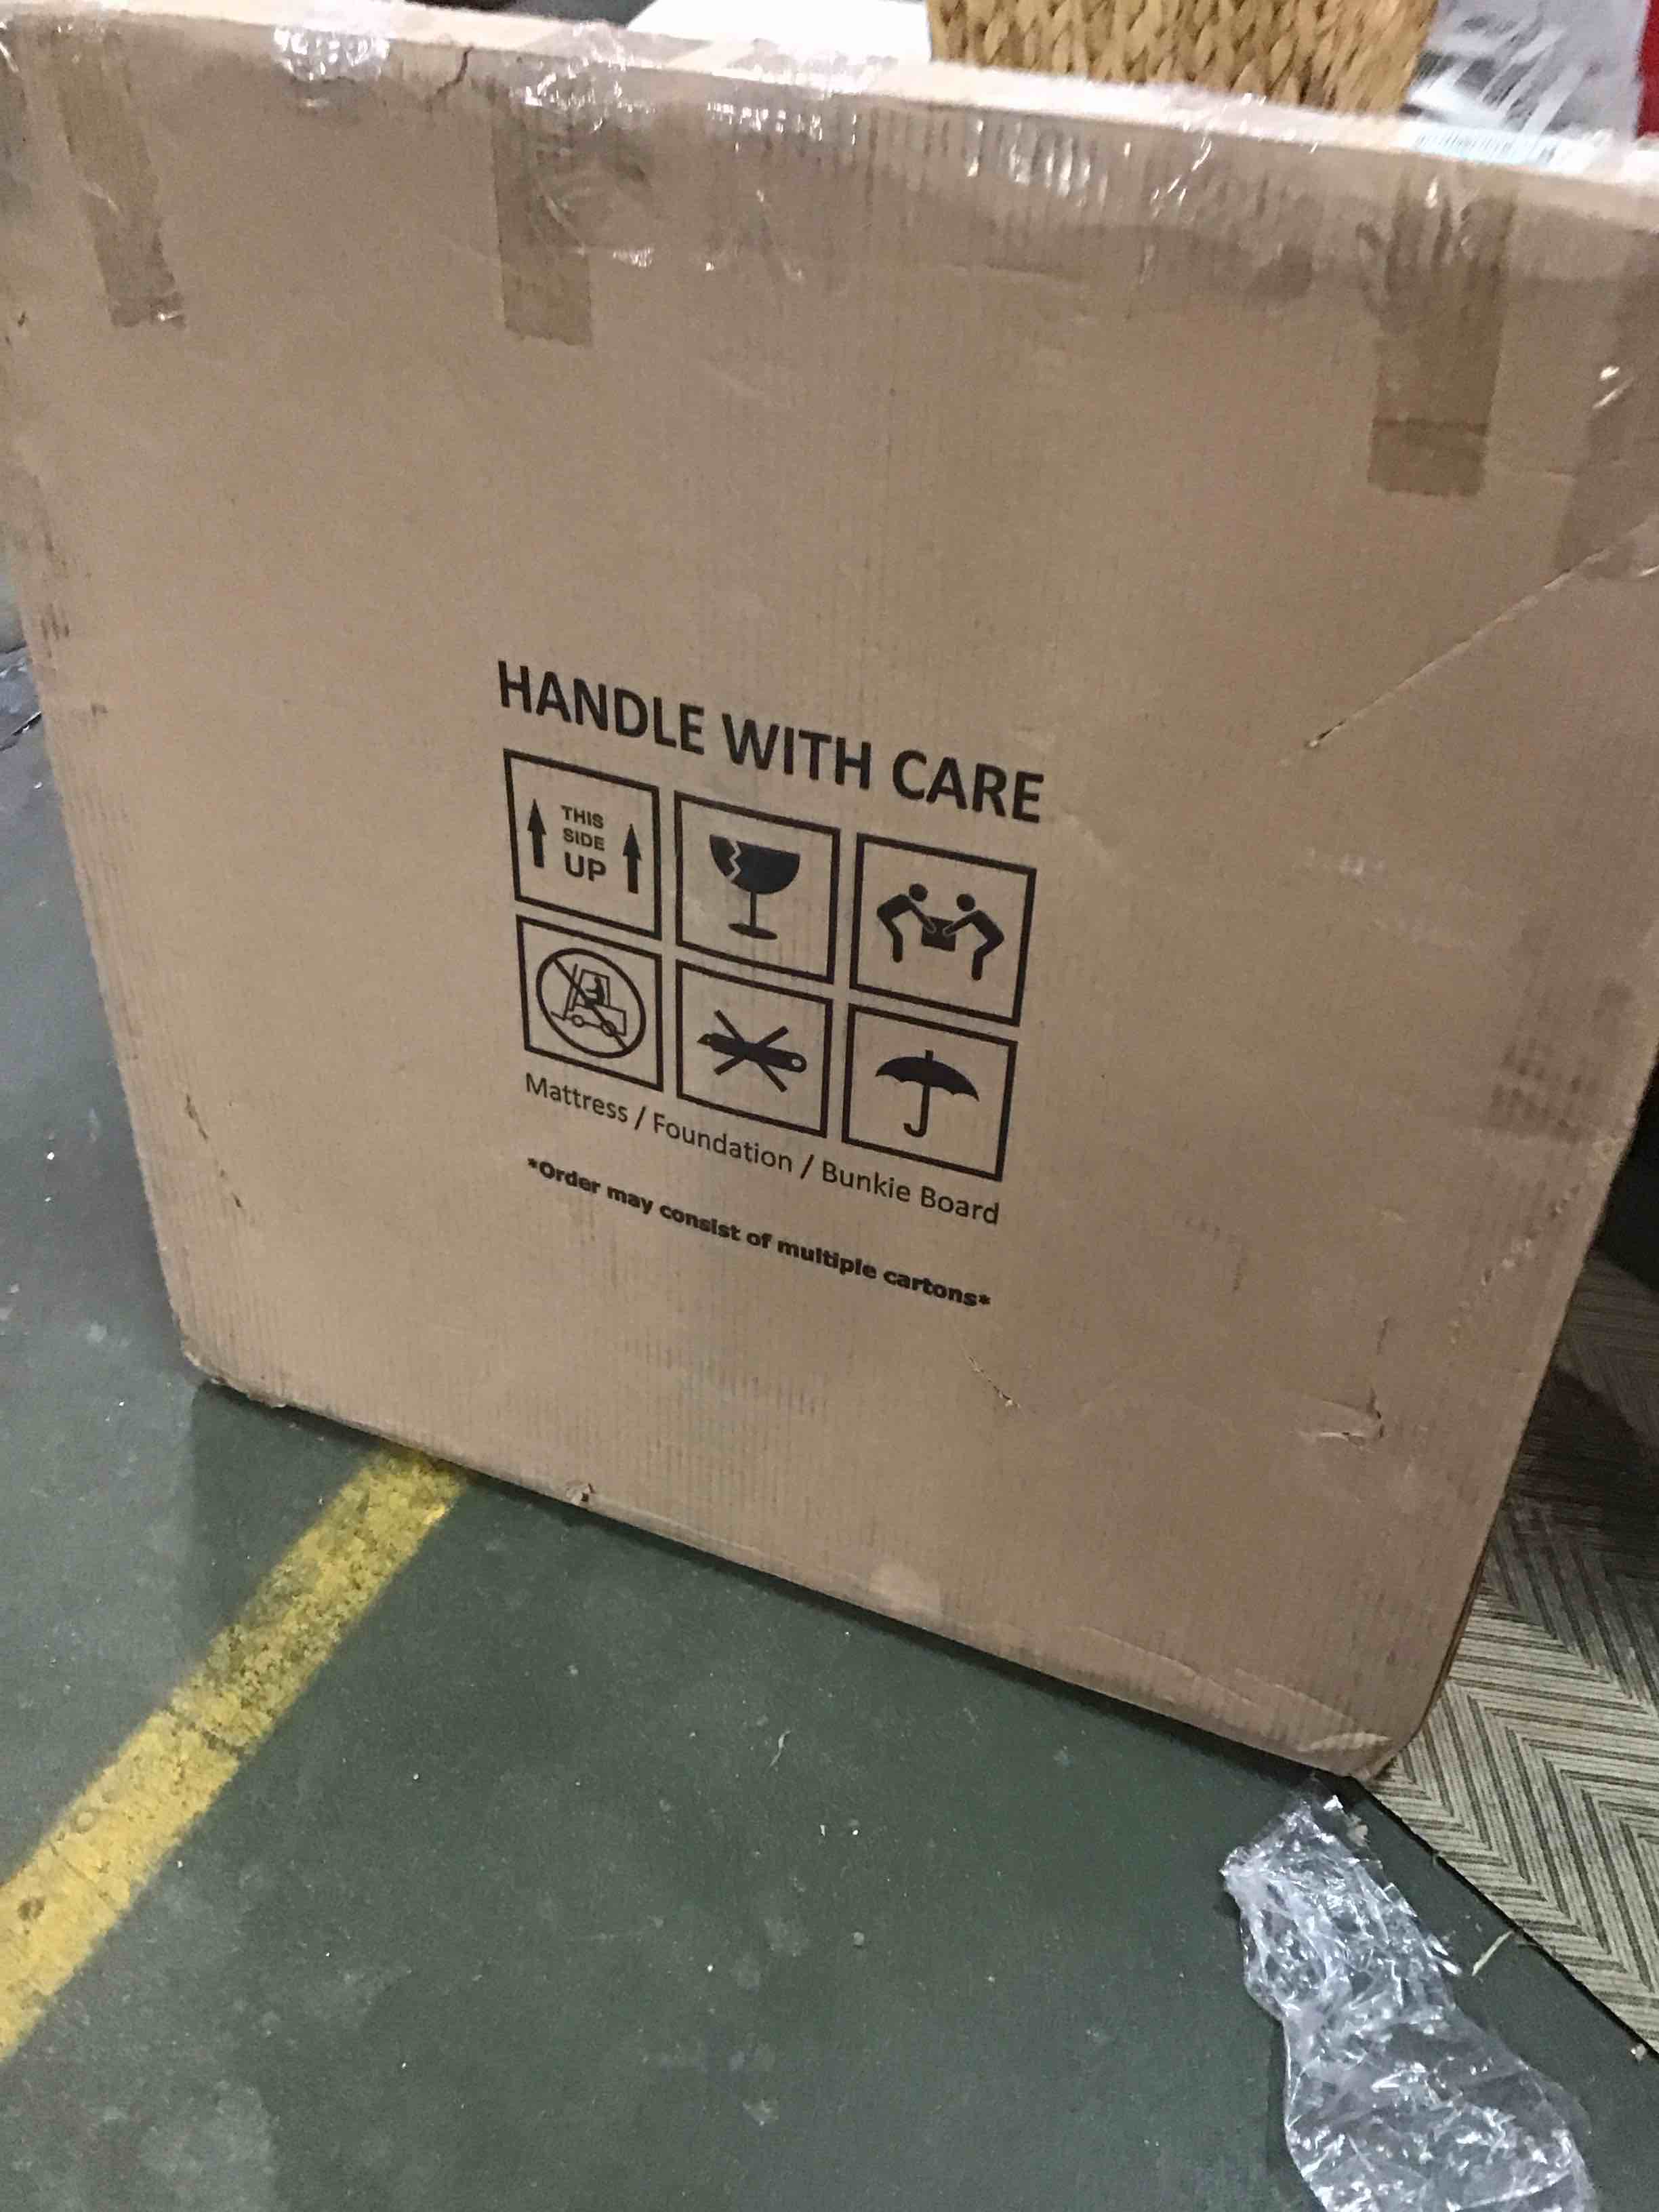 HANDLE WITH CARE
THIS
SIDE
UP
Mattress / Foundation / Bunkie Board
*Order may consist of multiple cartons*